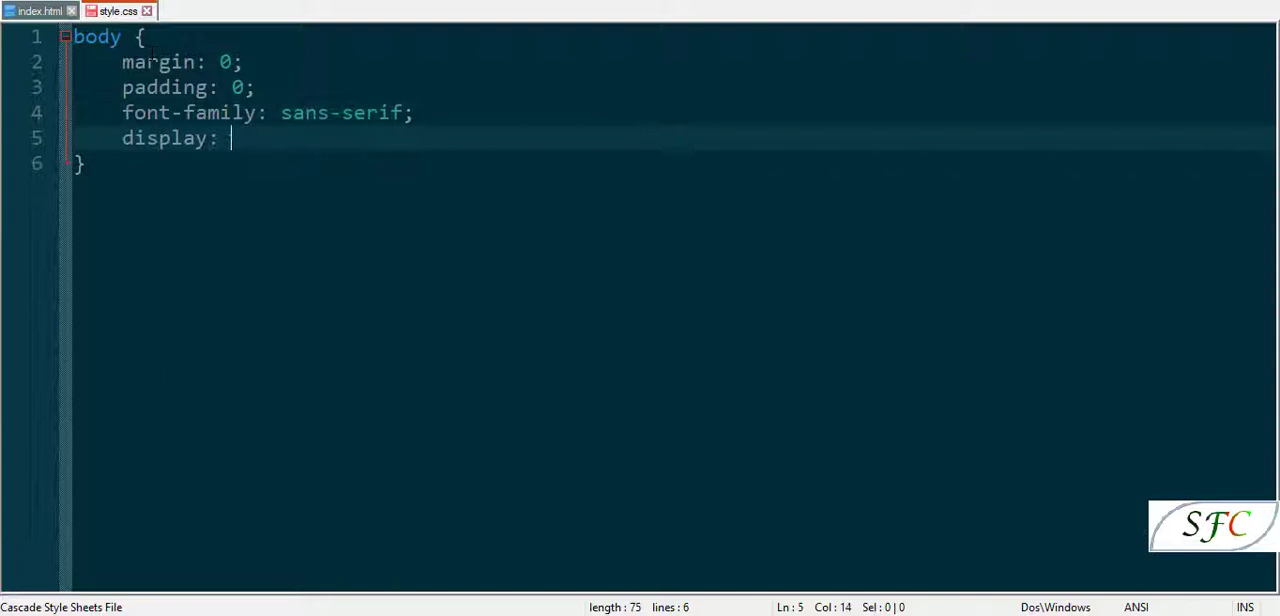 index.html
style.css
1 body {
2 margin: 0;
3 padding: 0;
4 font-family: sans-serif;
5 display:
6 }
SFC
Cascade Style Sheets File
length : 75 lines : 6
Ln : 5 Col : 14 Sel : 0 | 0
Dos\Windows
ANSI
INS